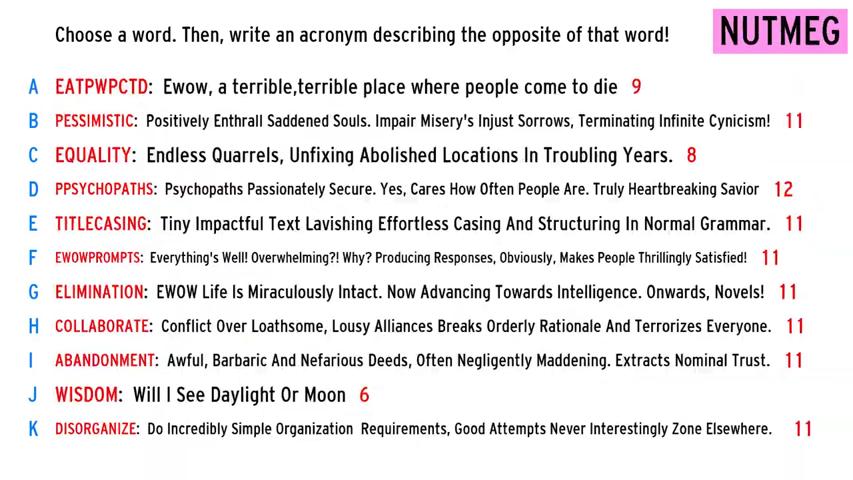 Choose a word. Then, write an acronym describing the opposite of that word!
NUTMEG
A EATPWPCTD: Ewow, a terrible,terrible place where people come to die 9
B PESSIMISTIC: Positively Enthrall Saddened Souls. Impair Misery's Injust Sorrows, Terminating Infinite Cynicism! 11
C EQUALITY: Endless Quarrels, Unfixing Abolished Locations In Troubling Years. 8
D PPSYCHOPATHS: Psychopaths Passionately Secure. Yes, Cares How Often People Are. Truly Heartbreaking Savior 12
E TITLECASING: Tiny Impactful Text Lavishing Effortless Casing And Structuring In Normal Grammar. 11
F EWOWPROMPTS: Everything's Well! Overwhelming?! Why? Producing Responses, Obviously, Makes People Thrillingly Satisfied! 11
G ELIMINATION: EWOW Life Is Miraculously Intact. Now Advancing Towards Intelligence. Onwards, Novels! 11
H COLLABORATE: Conflict Over Loathsome, Lousy Alliances Breaks Orderly Rationale And Terrorizes Everyone. 11
I ABANDONMENT: Awful, Barbaric And Nefarious Deeds, Often Negligently Maddening. Extracts Nominal Trust. 11
J WISDOM: Will I See Daylight Or Moon 6
K DISORGANIZE: Do Incredibly Simple Organization Requirements, Good Attempts Never Interestingly Zone Elsewhere. 11